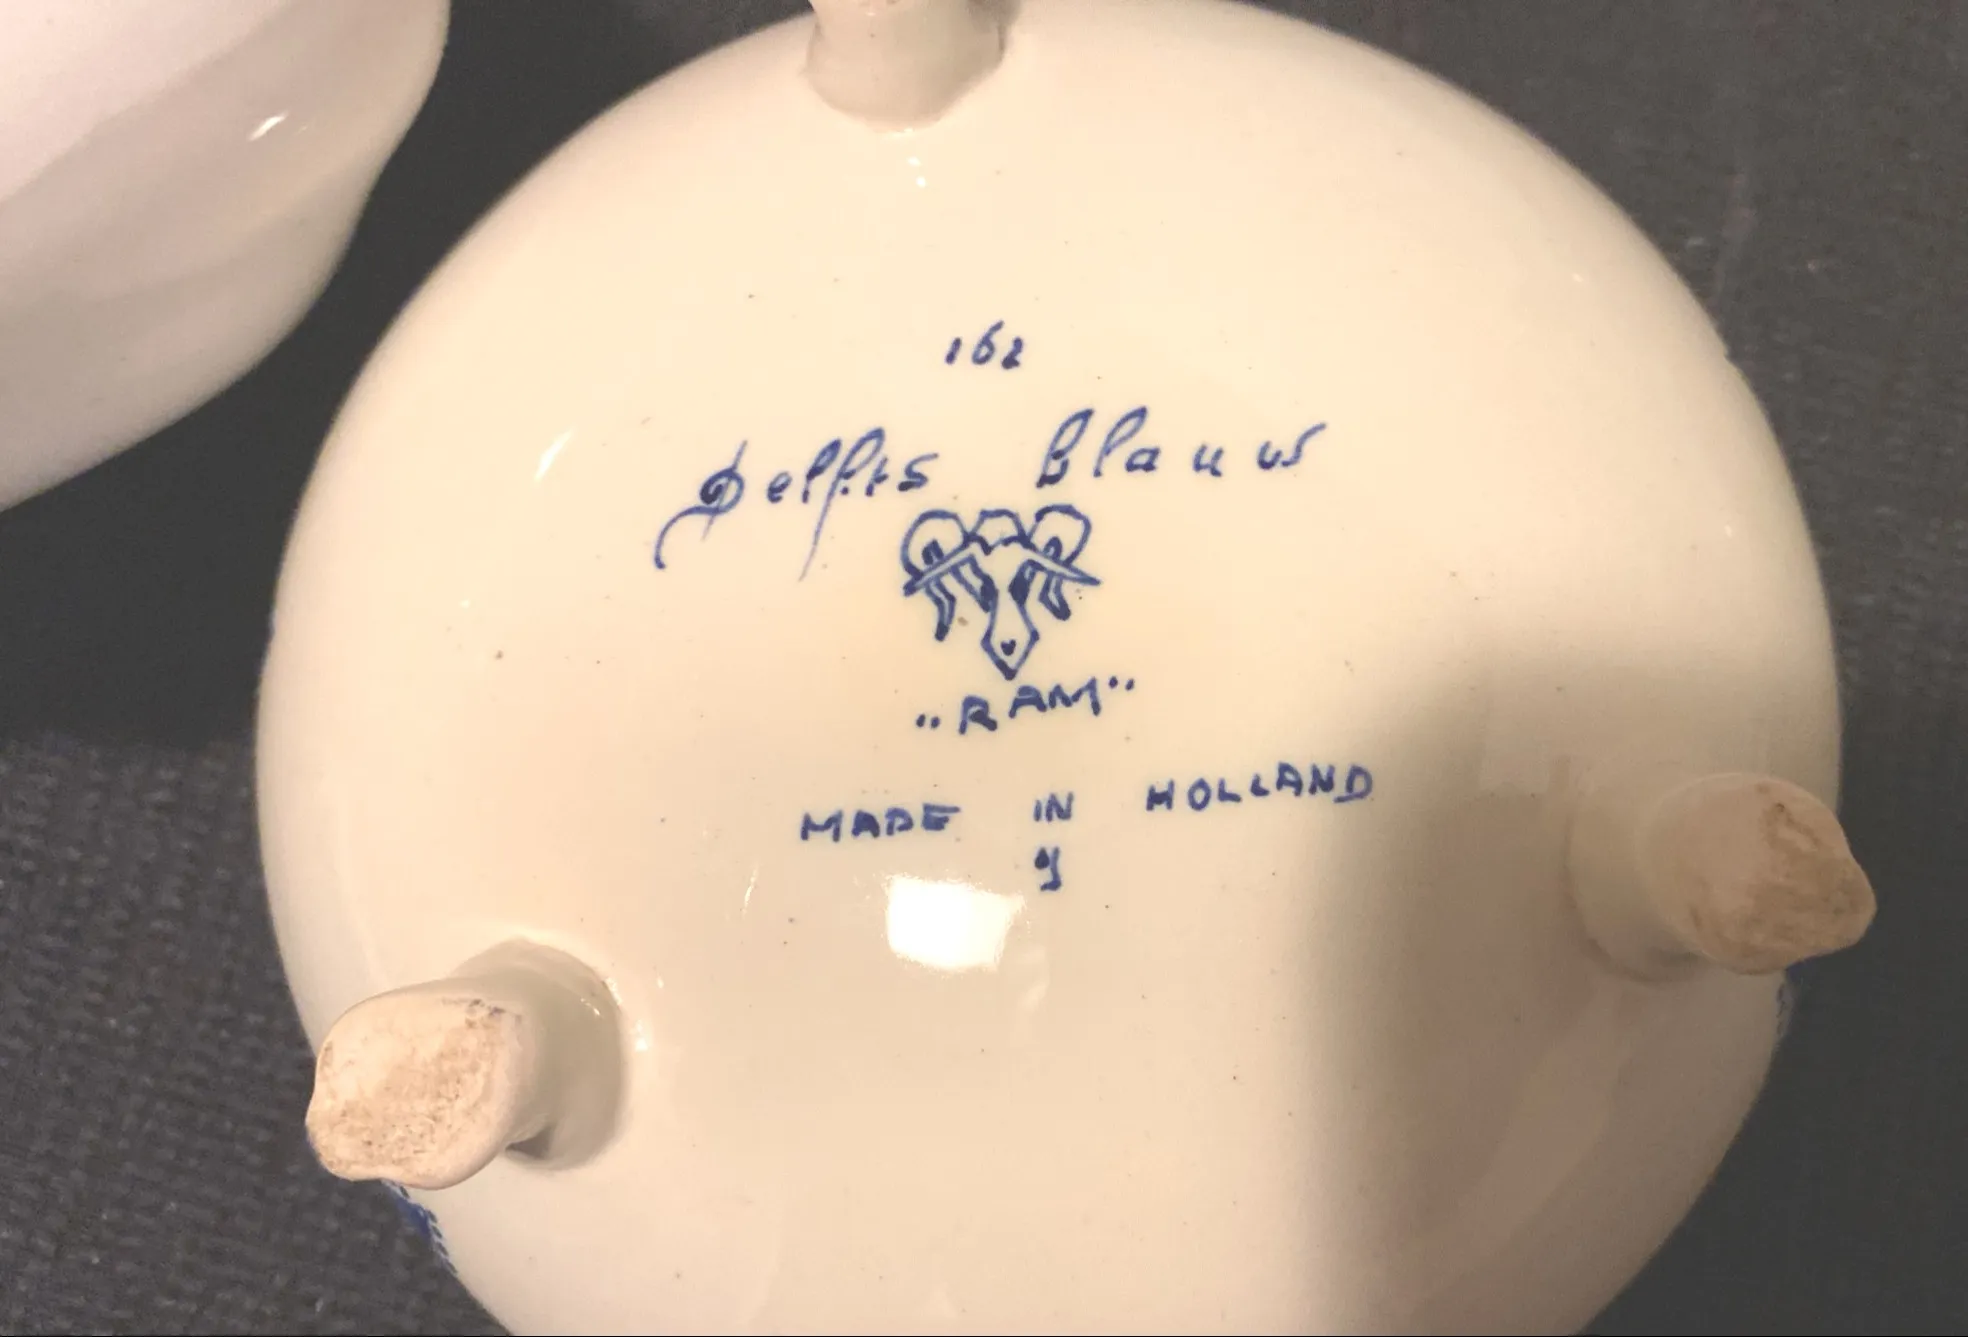 162
Delfts blauw
"RAM"
MADE IN HOLLAND